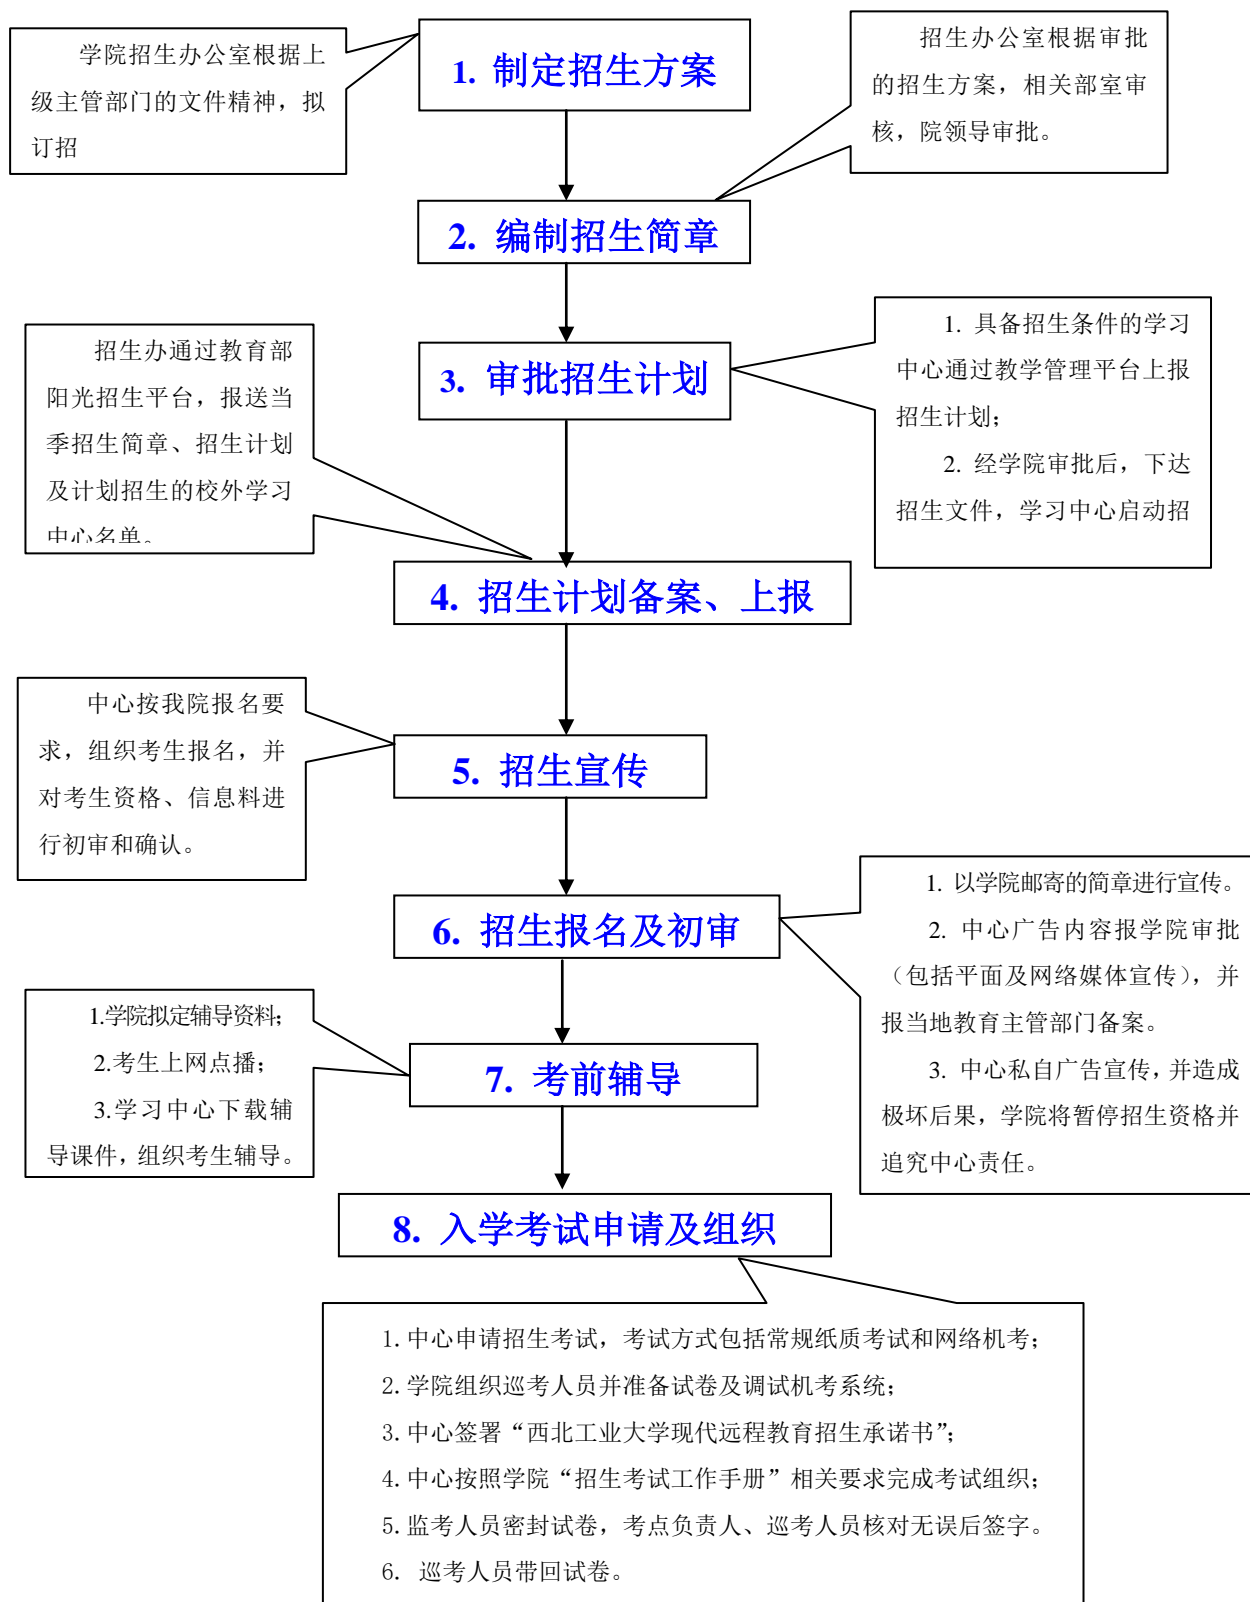 学院招生办公室根据上
级主管部门的文件精神，拟
订招
1. 制定招生方案
招生办公室根据审批
的招生方案，相关部室审
核，院领导审批。
2. 编制招生简章
3. 审批招生计划
1. 具备招生条件的学习
中心通过教学管理平台上报
招生计划；
2. 经学院审批后，下达
招生文件，学习中心启动招
招生办通过教育部
阳光招生平台，报送当
季招生简章、招生计划
及计划招生的校外学习
中心名单。
4. 招生计划备案、上报
中心按我院报名要
求，组织考生报名，并
对考生资格、信息料进
行初审和确认。
5. 招生宣传
6. 招生报名及初审
1. 以学院邮寄的简章进行宣传。
2. 中心广告内容报学院审批
（包括平面及网络媒体宣传），并
报当地教育主管部门备案。
3. 中心私自广告宣传，并造成
极坏后果，学院将暂停招生资格并
追究中心责任。
1.学院拟定辅导资料；
2.考生上网点播；
3.学习中心下载辅
导课件，组织考生辅导。
7. 考前辅导
8. 入学考试申请及组织
1.中心申请招生考试，考试方式包括常规纸质考试和网络机考；
2.学院组织巡考人员并准备试卷及调试机考系统；
3.中心签署“西北工业大学现代远程教育招生承诺书”；
4.中心按照学院“招生考试工作手册”相关要求完成考试组织；
5.监考人员密封试卷，考点负责人、巡考人员核对无误后签字。
6. 巡考人员带回试卷。